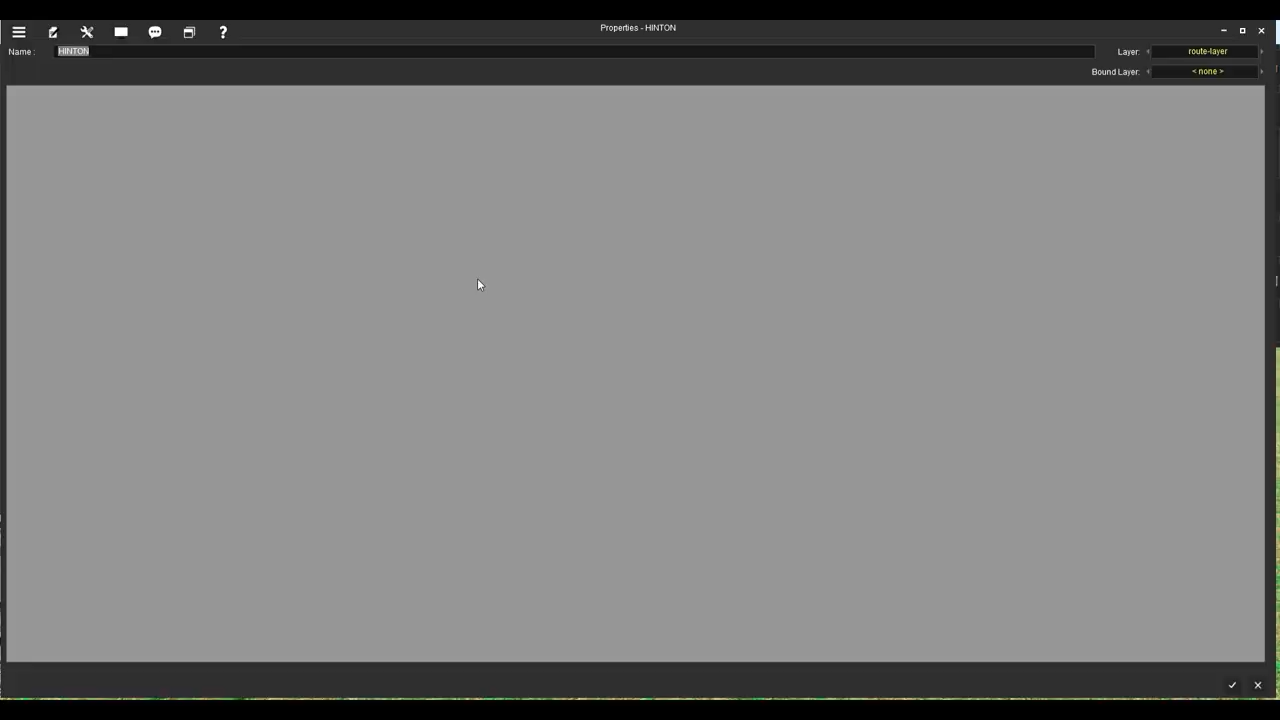 Properties - HINTON
Name : HINTON
Layer: route-layer
Bound Layer: < none >